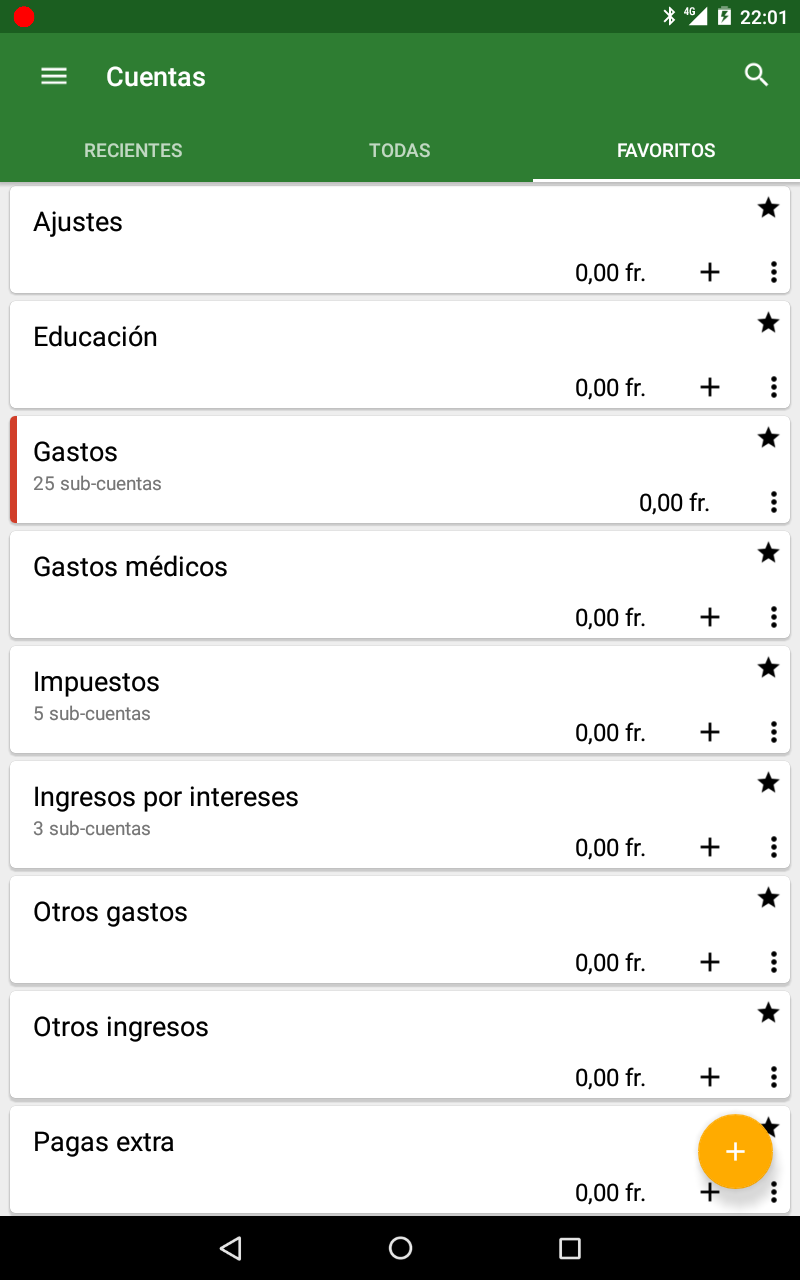 4G 22:01
Cuentas
RECIENTES TODAS FAVORITOS
Ajustes
0,00 fr.
Educación
0,00 fr.
Gastos
25 sub-cuentas
0,00 fr.
Gastos médicos
0,00 fr.
Impuestos
5 sub-cuentas
0,00 fr.
Ingresos por intereses
3 sub-cuentas
0,00 fr.
Otros gastos
0,00 fr.
Otros ingresos
0,00 fr.
Pagas extra
0,00 fr.